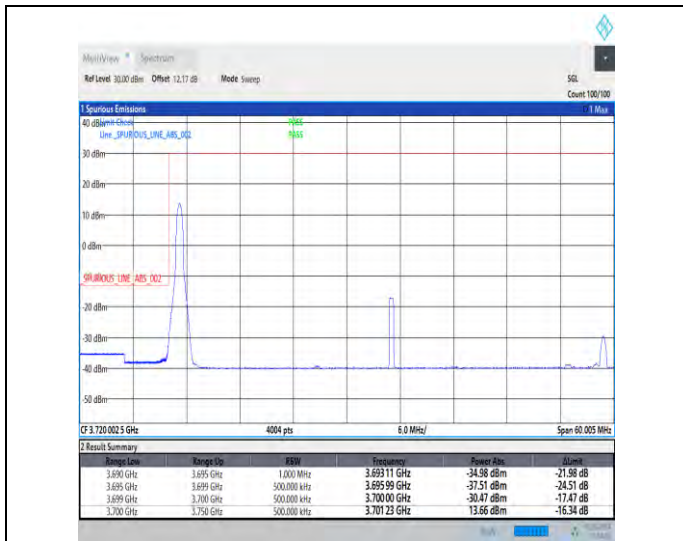 MultiView Spectrum
Ref Level 30.00 dBm Offset 12.17 dB Mode Sweep SGL
Count 100/100
1 Spurious Emissions 1 Max
40 dBm Limit Check PASS
Line _SPURIOUS_LINE_ABS_002 PASS
30 dBm
20 dBm
10 dBm
0 dBm
_SPURIOUS_LINE_ABS_002
-20 dBm
-30 dBm
-40 dBm
-50 dBm
CF 3.720 002 5 GHz 4004 pts 6.0 MHz/ Span 60.005 MHz
2 Result Summary
Range Low Range Up RBW Frequency Power Abs ΔLimit
3.690 GHz 3.695 GHz 1.000 MHz 3.693 11 GHz -34.98 dBm -21.98 dB
3.695 GHz 3.699 GHz 500.000 kHz 3.695 99 GHz -37.51 dBm -24.51 dB
3.699 GHz 3.700 GHz 500.000 kHz 3.700 00 GHz -30.47 dBm -17.47 dB
3.700 GHz 3.750 GHz 500.000 kHz 3.701 23 GHz 13.66 dBm -16.34 dB